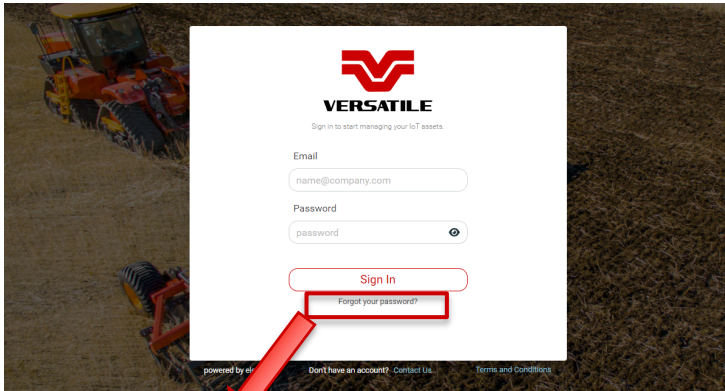 VERSATILE
Sign in to start managing your IoT assets.
Email
name@company.com
Password
password
Sign In
Forgot your password?
powered by
Don't have an account? Contact Us
Terms and Conditions